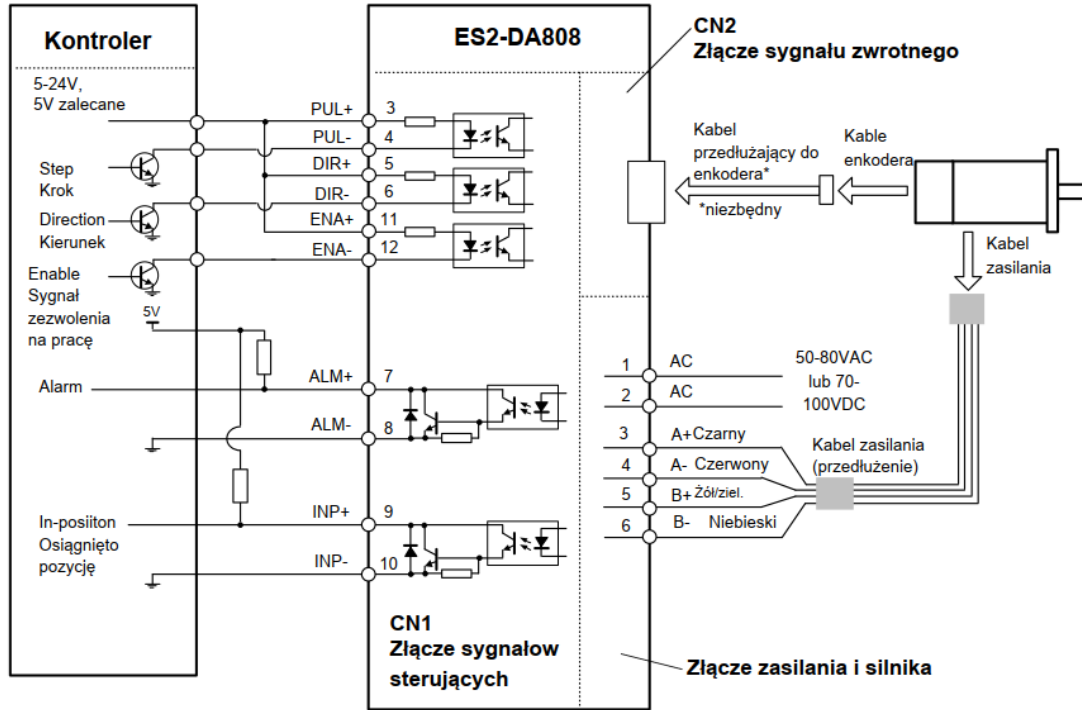 Kontroler
5-24V,
5V zalecane
Step
Krok
Direction
Kierunek
Enable
Sygnał
zezwolenia
na pracę
5V
Alarm
In-posiiton
Osiągnięto
pozycję
ES2-DA808
PUL+ 3
PUL- 4
DIR+ 5
DIR- 6
ENA+ 11
ENA- 12
ALM+ 7
ALM- 8
INP+ 9
INP- 10
CN1
Złącze sygnałow
sterujących
CN2
Złącze sygnału zwrotnego
Kabel
przedłużający do
enkodera*
*niezbędny
Kable
enkodera
Kabel
zasilania
1 AC
2 AC
50-80VAC
lub 70-
100VDC
3 A+ Czarny
4 A- Czerwony
5 B+ Żół/ziel.
6 B- Niebieski
Kabel zasilania
(przedłużenie)
Złącze zasilania i silnika